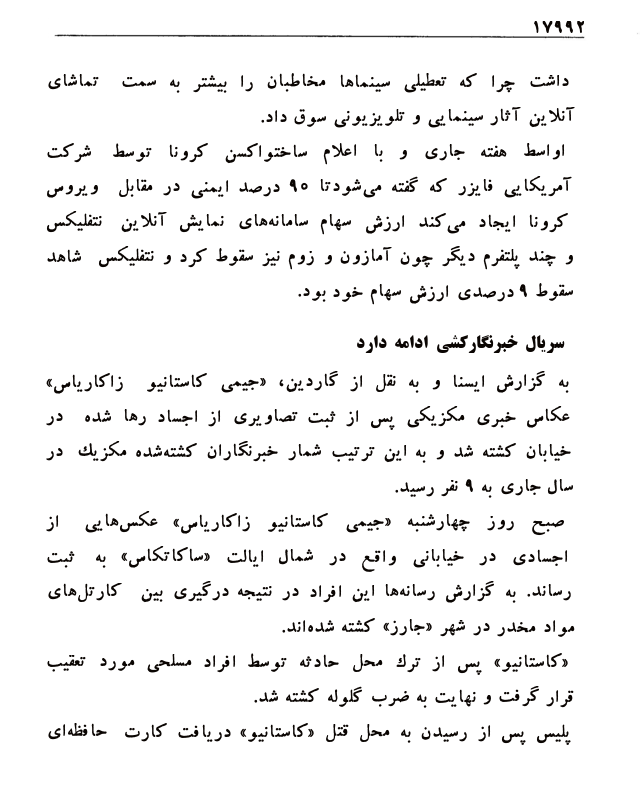 ۱۷۹۹۲
داشت چرا که تعطیلی سینماها مخاطبان را بیشتر به سمت تماشای
آنلاین آثار سینمایی و تلویزیونی سوق داد.
اواسط هفته جاری و با اعلام ساختواکسن کرونا توسط شرکت
آمریکایی فایزر که گفته می‌شودتا ۹۰ درصد ایمنی در مقابل ویروس
کرونا ایجاد می‌کند ارزش سهام سامانه‌های نمایش آنلاین نتفلیکس
و چند پلتفرم دیگر چون آمازون و زوم نیز سقوط کرد و نتفلیکس شاهد
سقوط ۹ درصدی ارزش سهام خود بود.
سریال خبرنگارکشی ادامه دارد
به گزارش ایسنا و به نقل از گاردین، «جیمی کاستانیو زاکاریاس»
عکاس خبری مکزیکی پس از ثبت تصاویری از اجساد رها شده در
خیابان کشته شد و به این ترتیب شمار خبرنگاران کشته‌شده مکزیك در
سال جاری به ۹ نفر رسید.
صبح روز چهارشنبه «جیمی کاستانیو زاکاریاس» عکس‌هایی از
اجسادی در خیابانی واقع در شمال ایالت «ساکاتکاس» به ثبت
رساند. به گزارش رسانه‌ها این افراد در نتیجه درگیری بین کارتل‌های
مواد مخدر در شهر «جارز» کشته شده‌اند.
«کاستانیو» پس از ترك محل حادثه توسط افراد مسلحی مورد تعقیب
قرار گرفت و نهایت به ضرب گلوله کشته شد.
پلیس پس از رسیدن به محل قتل «کاستانیو» دریافت کارت حافظه‌ای